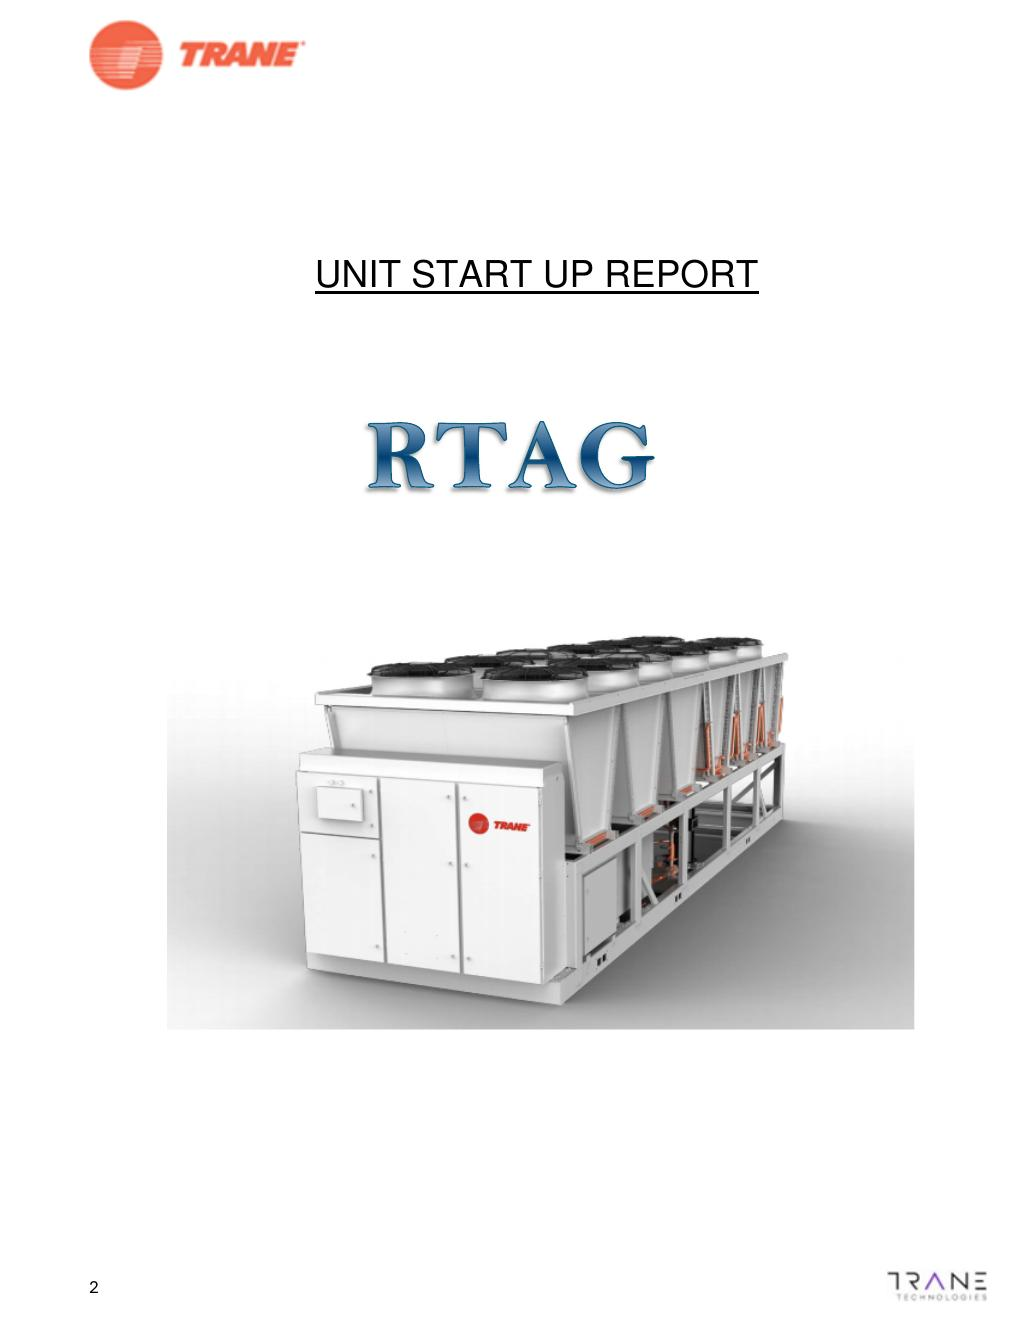 TRANE
UNIT START UP REPORT
RTAG
TRANE
2
TRANE
TECHNOLOGIES